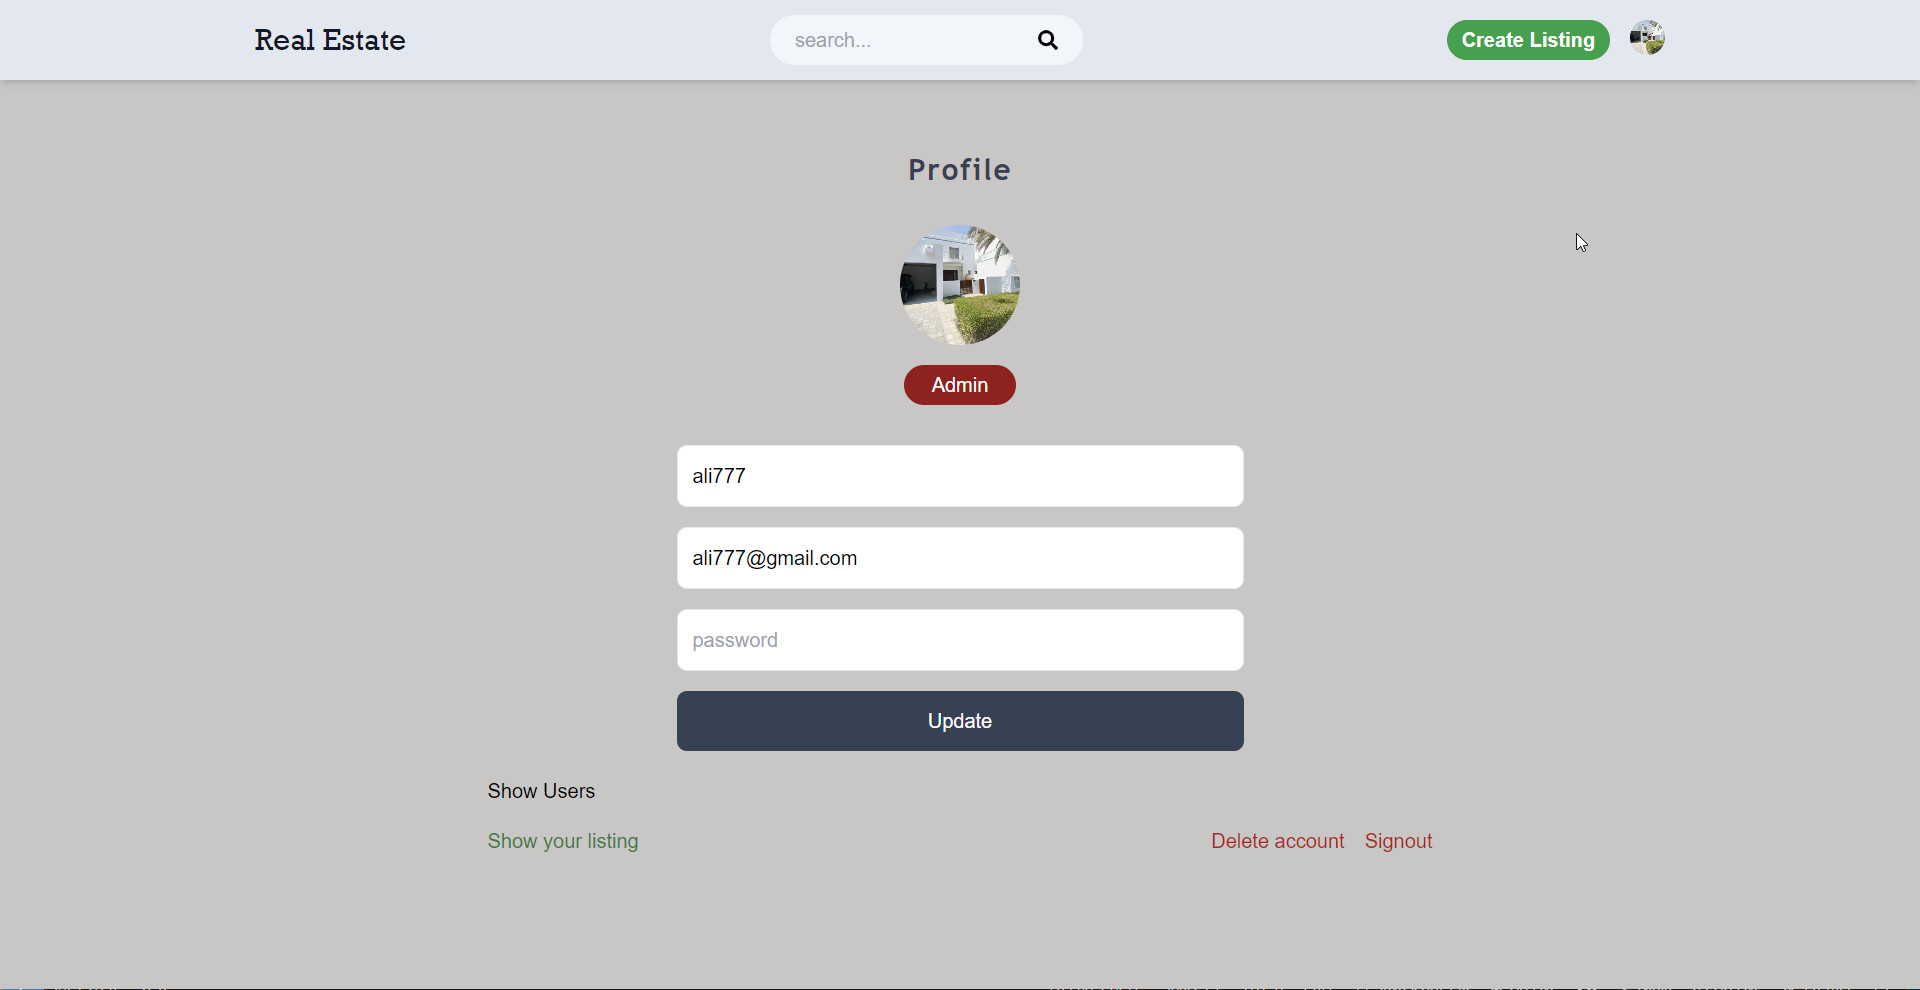 Real Estate
search...
Create Listing
Profile
Admin
ali777
ali777@gmail.com
password
Update
Show Users
Show your listing
Delete account
Signout